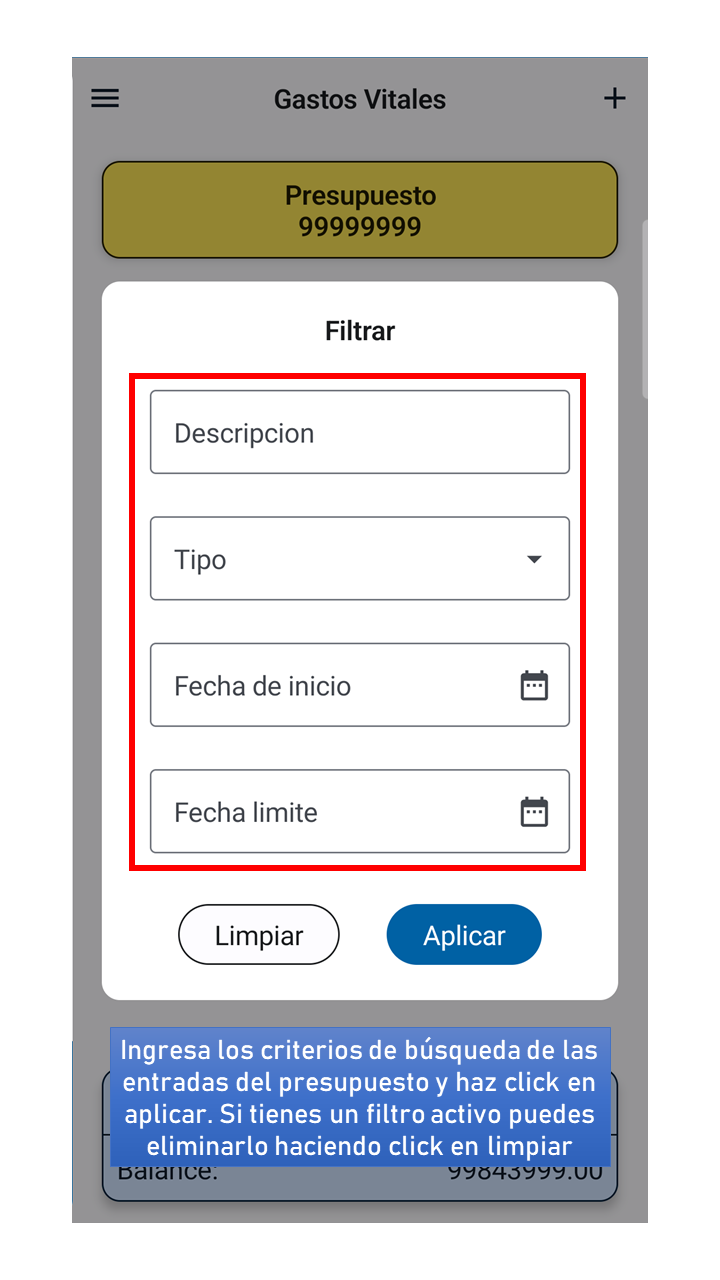 Gastos Vitales
Presupuesto
99999999
Filtrar
Descripcion
Tipo
Fecha de inicio
Fecha limite
Limpiar
Aplicar
Ingresa los criterios de búsqueda de las
entradas del presupuesto y haz click en
aplicar. Si tienes un filtro activo puedes
eliminarlo haciendo click en limpiar
Balance: 99843999.00